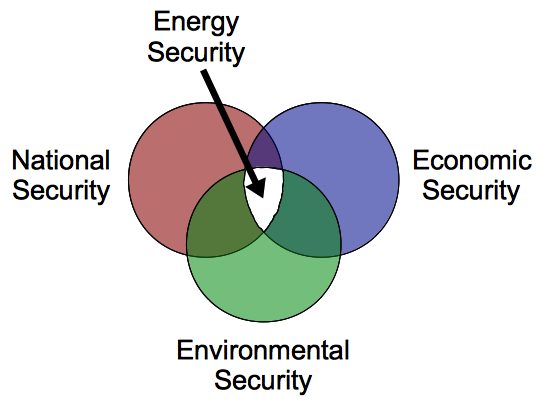 Energy
Security
National
Security
Economic
Security
Environmental
Security